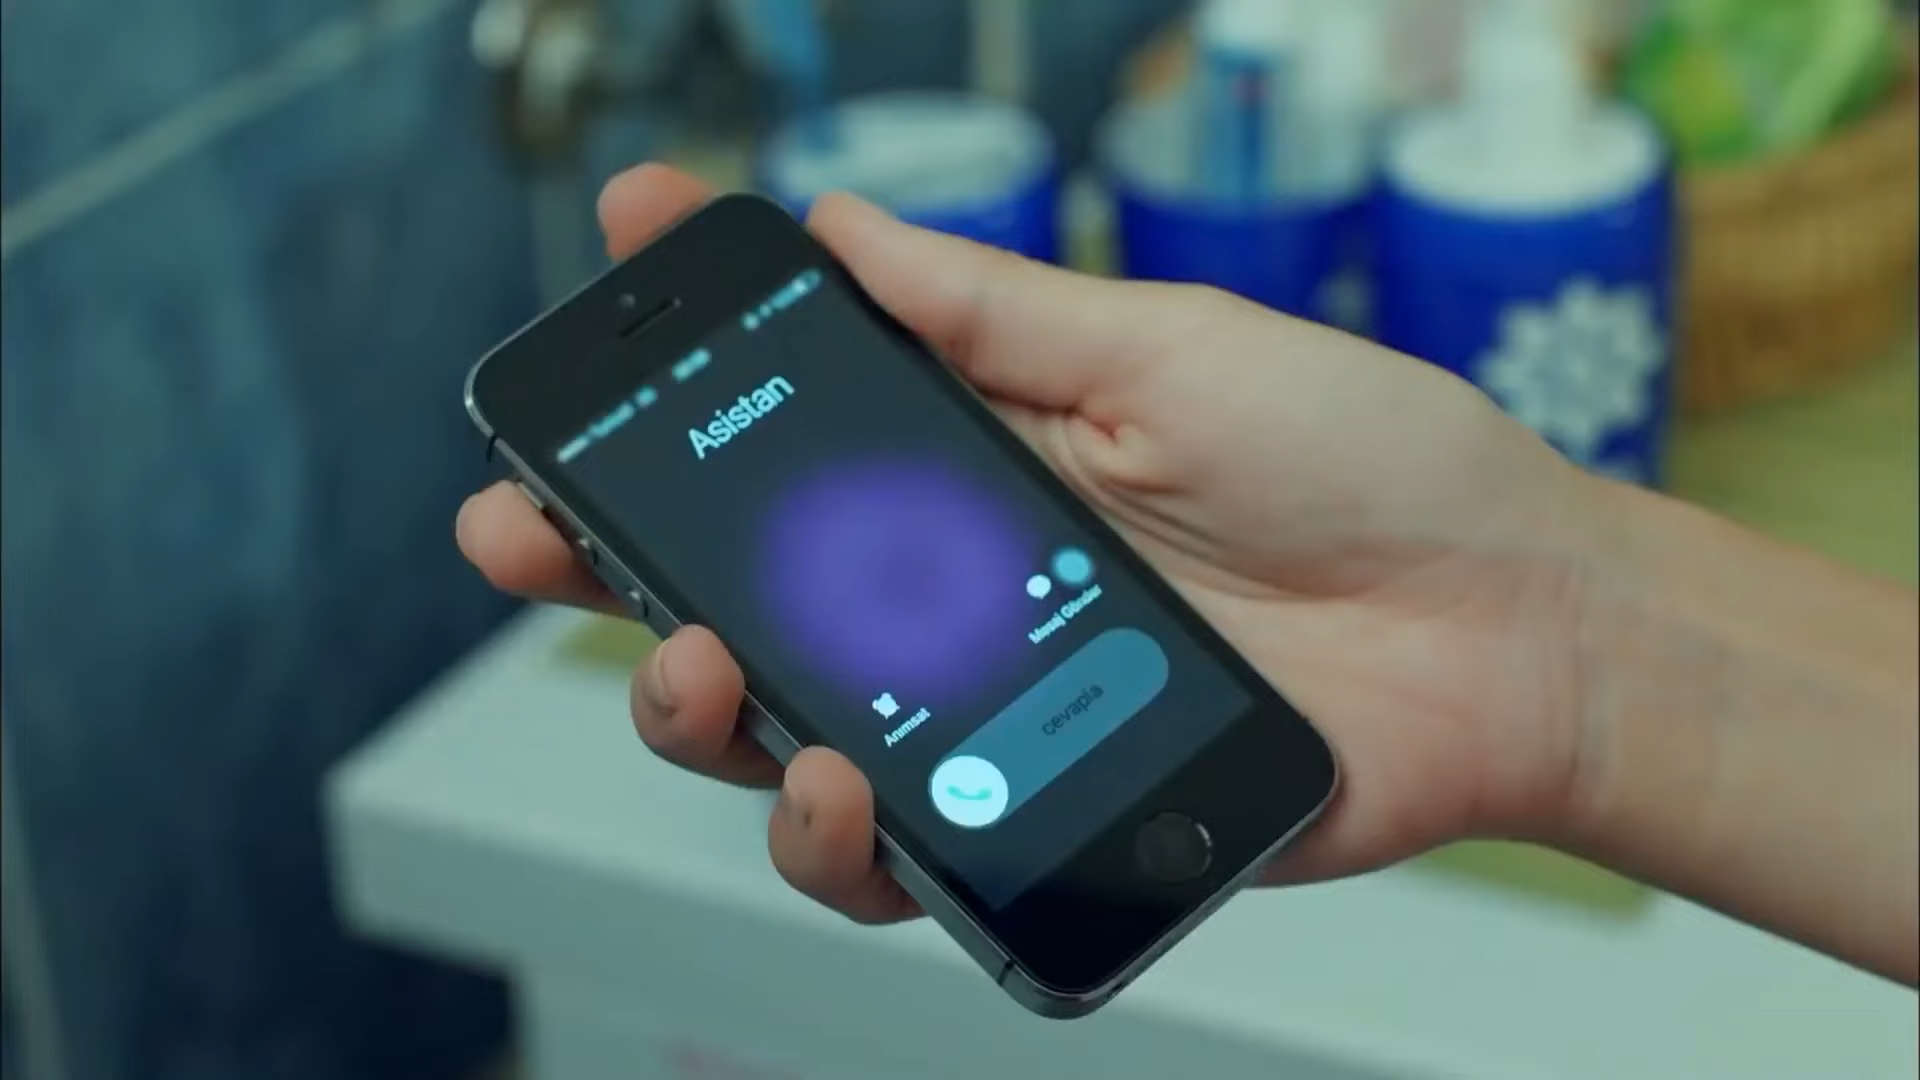 Asistan
Mesaj Gönder
Anımsat
cevapla